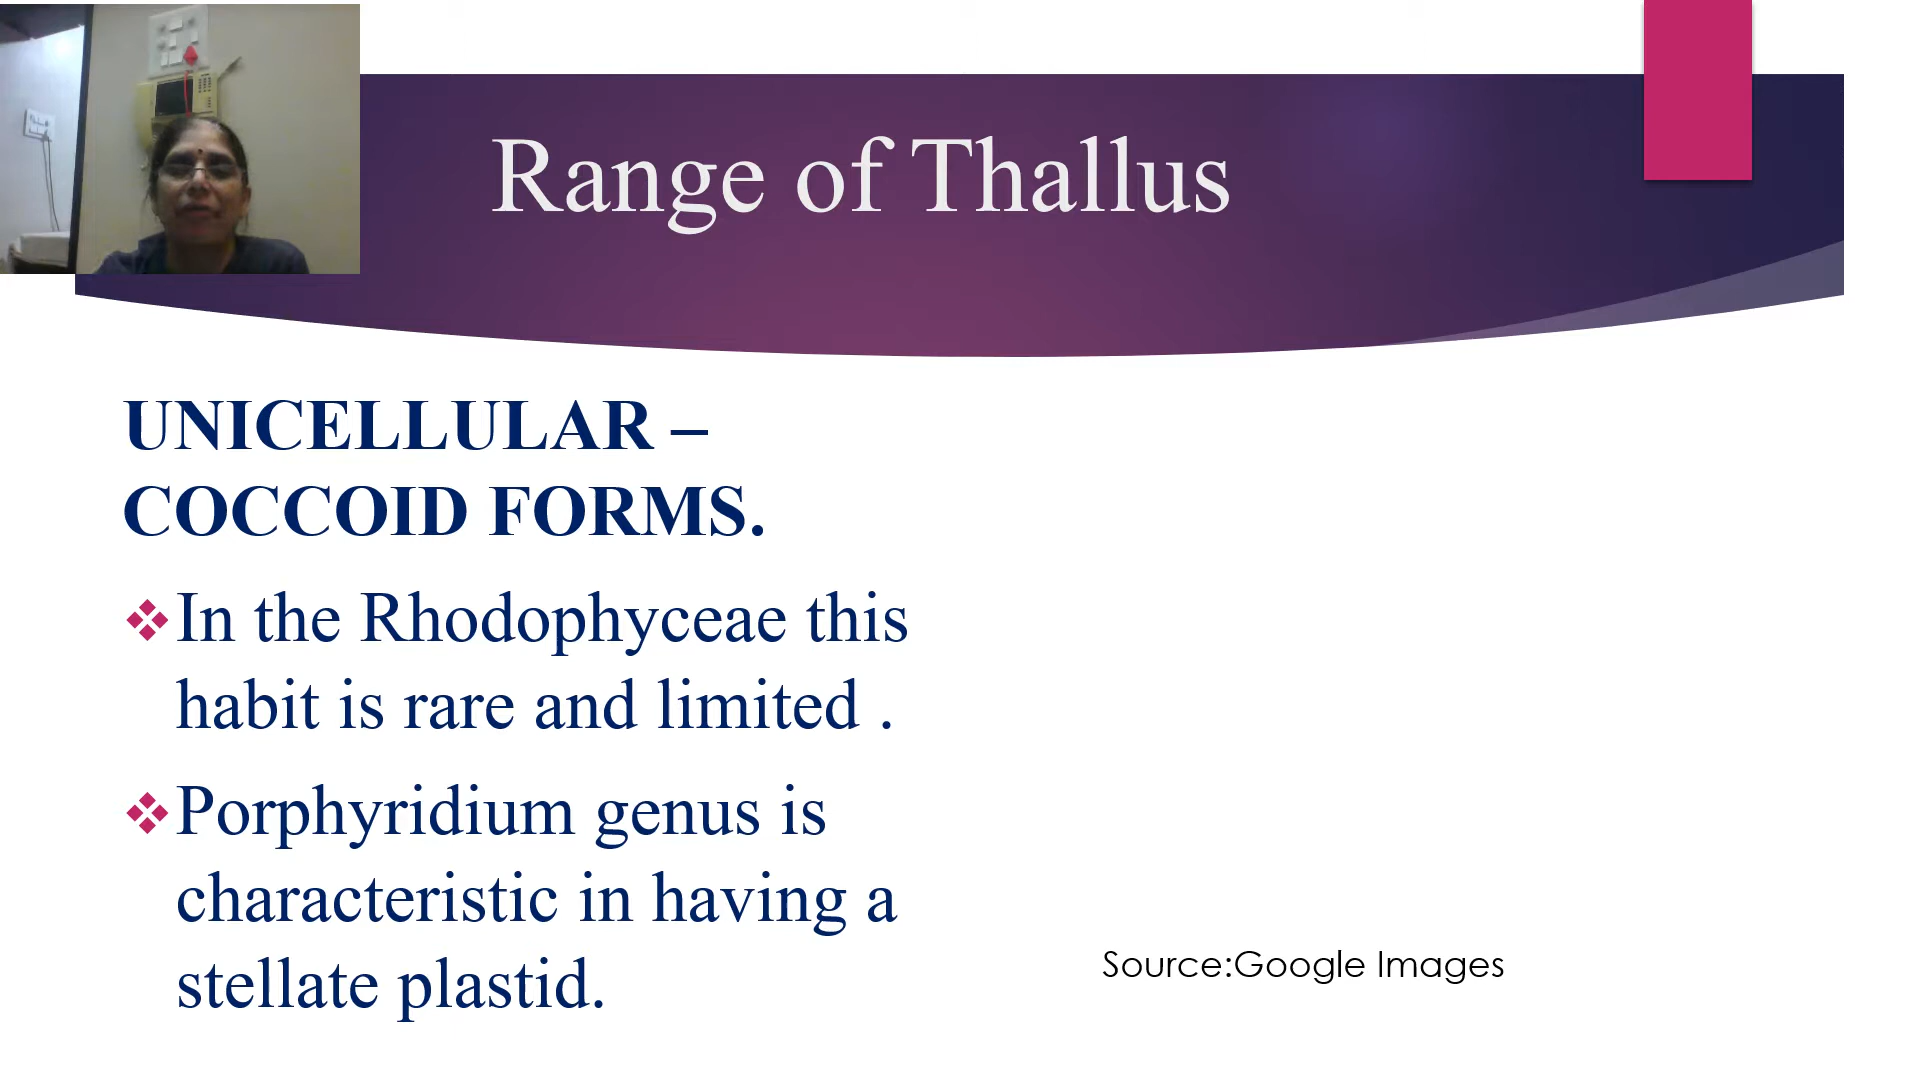 Range of Thallus
UNICELLULAR –
COCCOID FORMS.
In the Rhodophyceae this
habit is rare and limited .
Porphyridium genus is
characteristic in having a
stellate plastid.
Source:Google Images